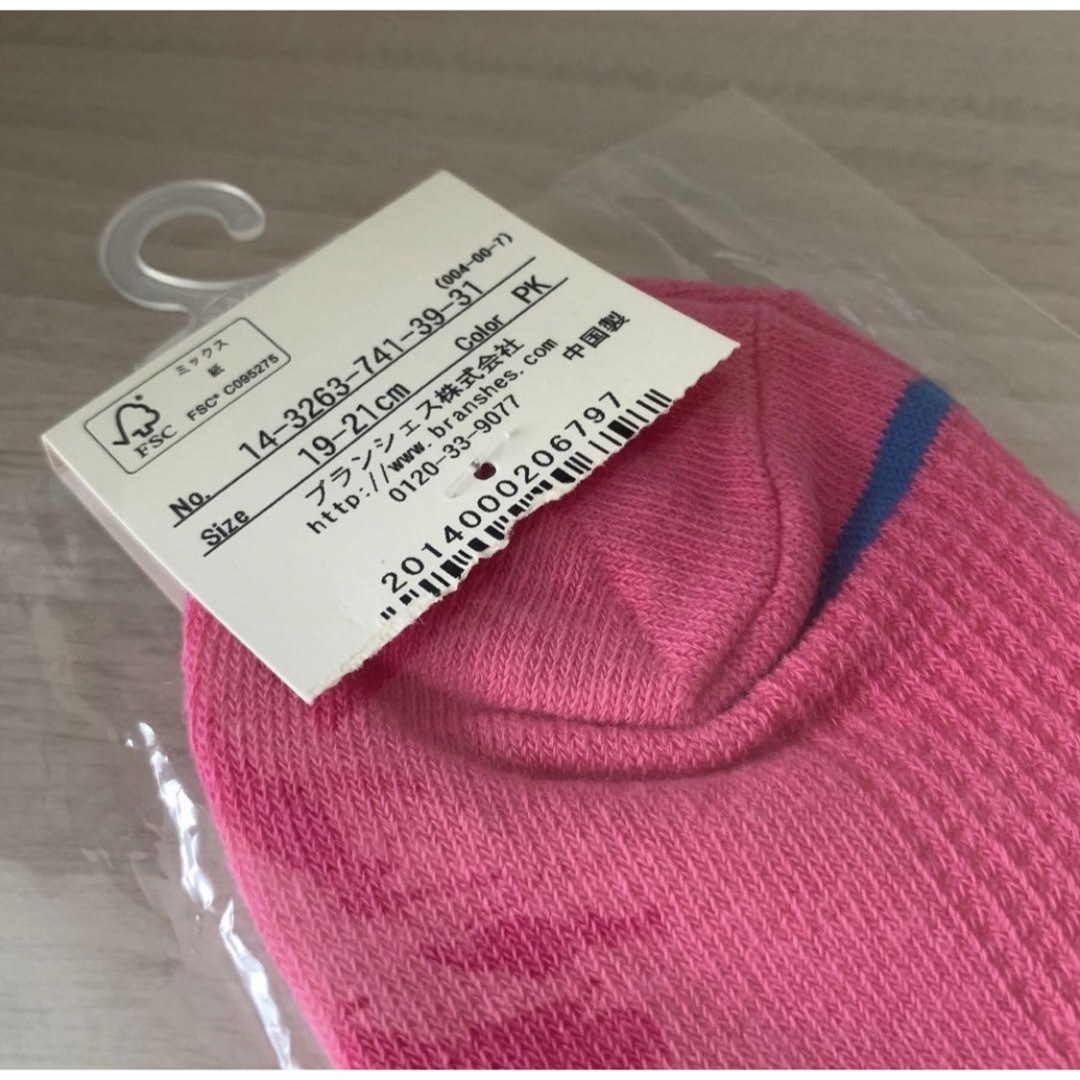 FSC
ミックス
紙
FSC® C095275
(004-00-7)
No. 14-3263-741-39-31
Size 19-21cm Color PK
ブランシェス株式会社
http://www.branshes.com
0120-33-9077 中国製
2014000206797